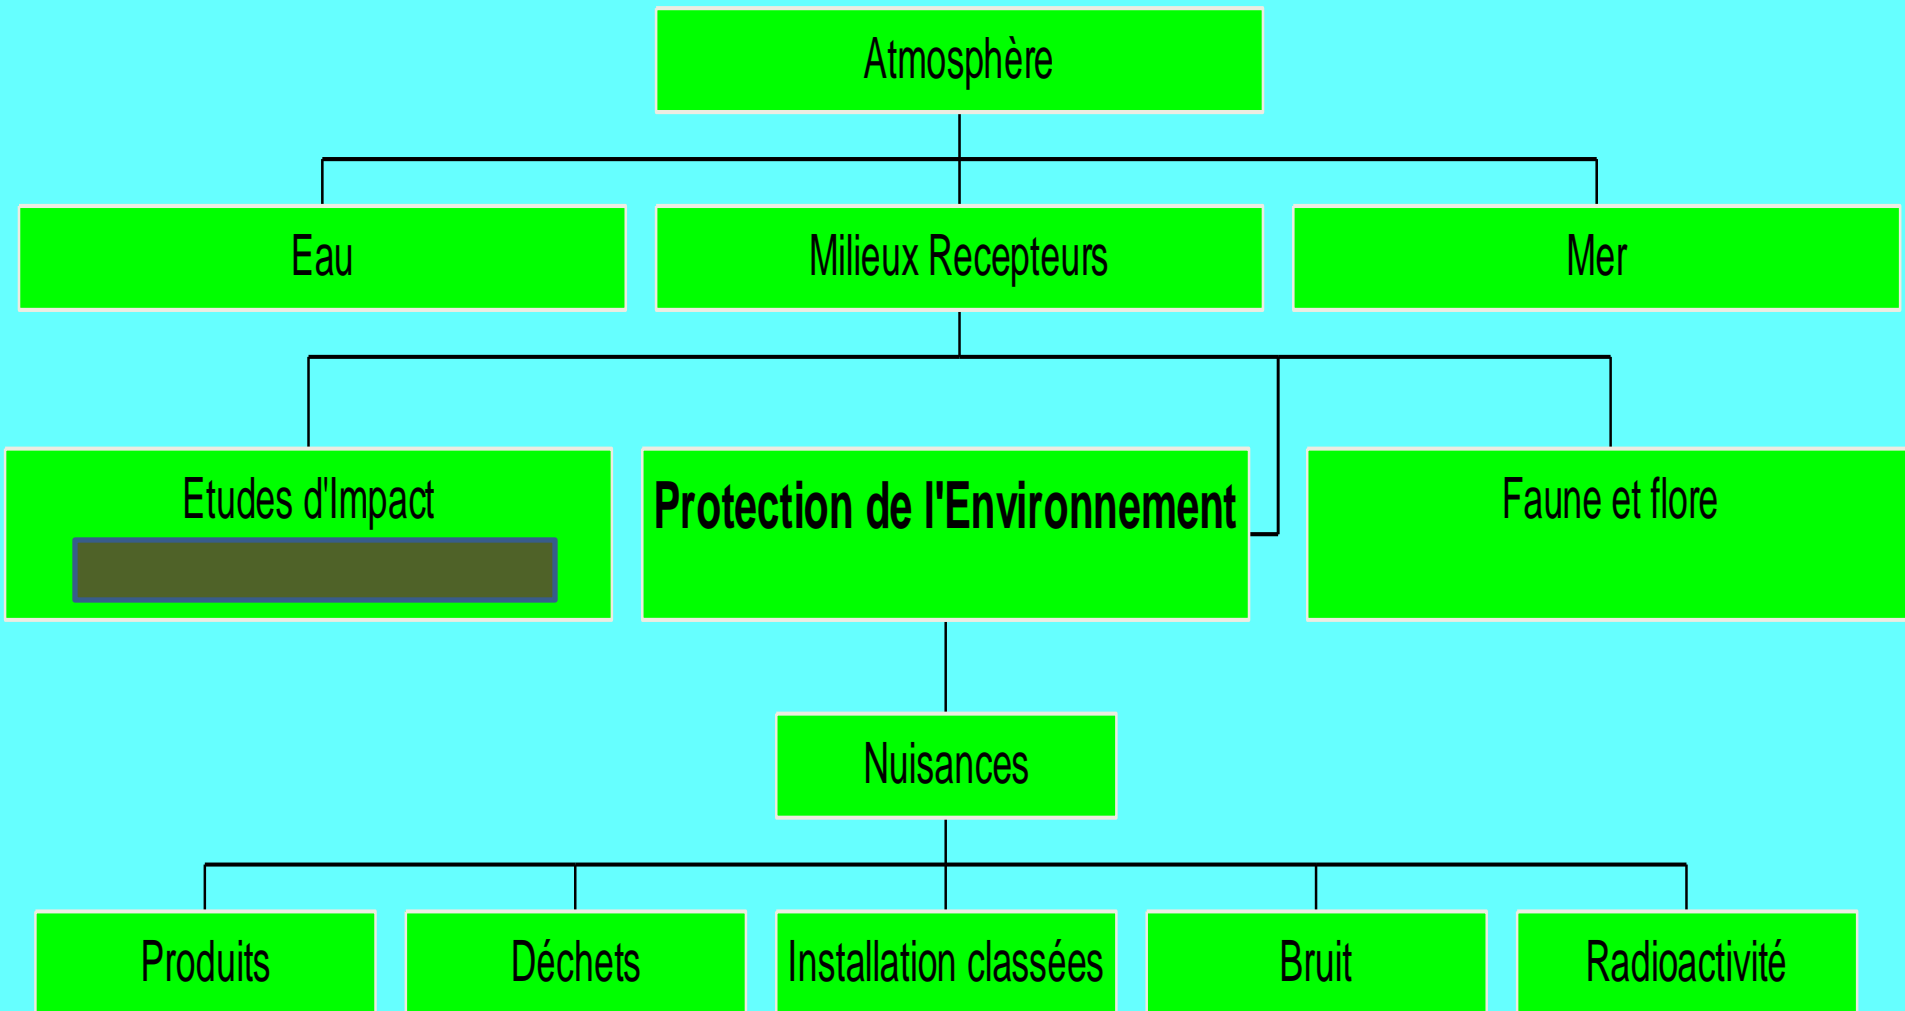 Atmosphère
Eau
Milieux Recepteurs
Mer
Etudes d'Impact
Protection de l'Environnement
Faune et flore
Nuisances
Produits
Déchets
Installation classées
Bruit
Radioactivité